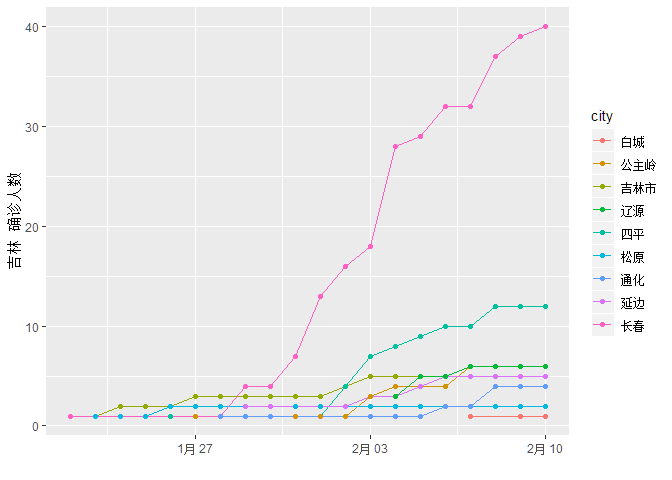 吉林 确诊人数
40
30
20
10
0
1月 27
2月 03
2月 10
city
白城
公主岭
吉林市
辽源
四平
松原
通化
延边
长春